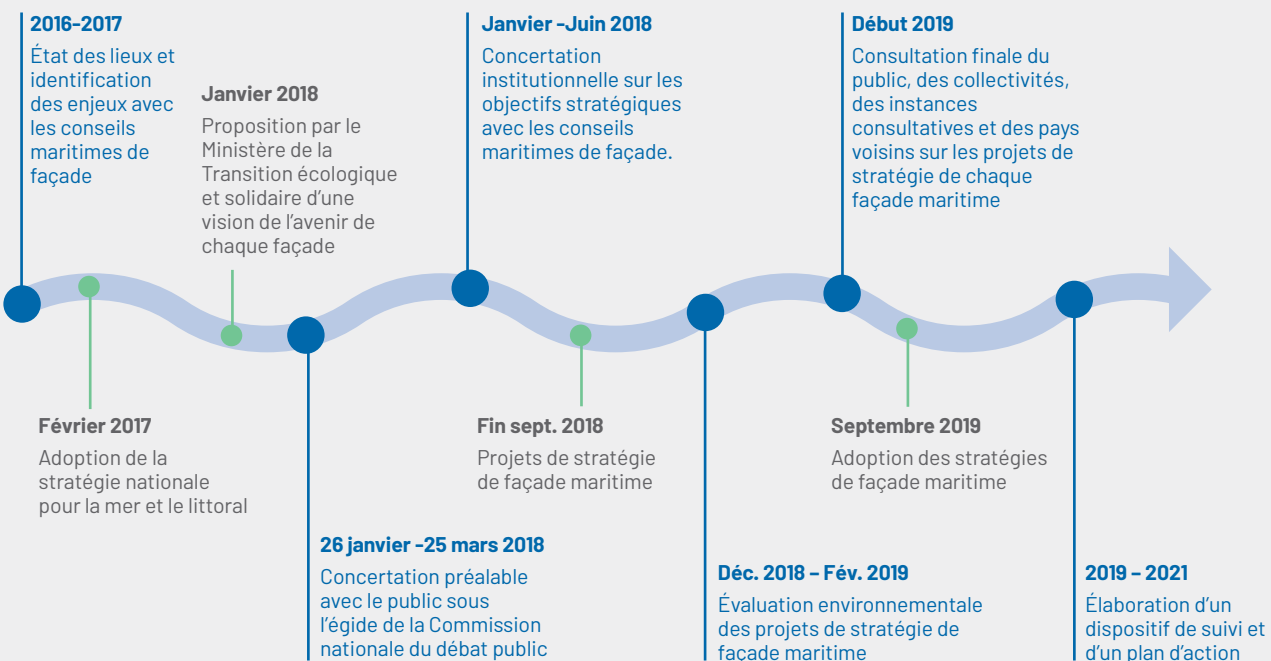 2016-2017
État des lieux et
identification
des enjeux avec
les conseils
maritimes de
façade
Février 2017
Adoption de la
stratégie nationale
pour la mer et le littoral
Janvier 2018
Proposition par le
Ministère de la
Transition écologique
et solidaire d’une
vision de l’avenir de
chaque façade
26 janvier -25 mars 2018
Concertation préalable
avec le public sous
l’égide de la Commission
nationale du débat public
Janvier -Juin 2018
Concertation
institutionnelle sur les
objectifs stratégiques
avec les conseils
maritimes de façade.
Fin sept. 2018
Projets de stratégie
de façade maritime
Déc. 2018 – Fév. 2019
Évaluation environnementale
des projets de stratégie de
façade maritime
Début 2019
Consultation finale du
public, des collectivités,
des instances
consultatives et des pays
voisins sur les projets de
stratégie de chaque
façade maritime
Septembre 2019
Adoption des stratégies
de façade maritime
2019 – 2021
Élaboration d’un
dispositif de suivi et
d’un plan d’action